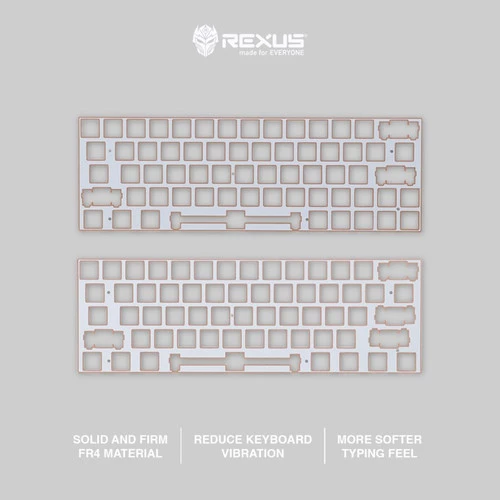 REXUS®
made for EVERYONE
SOLID AND FIRM
FR4 MATERIAL
REDUCE KEYBOARD
VIBRATION
MORE SOFTER
TYPING FEEL